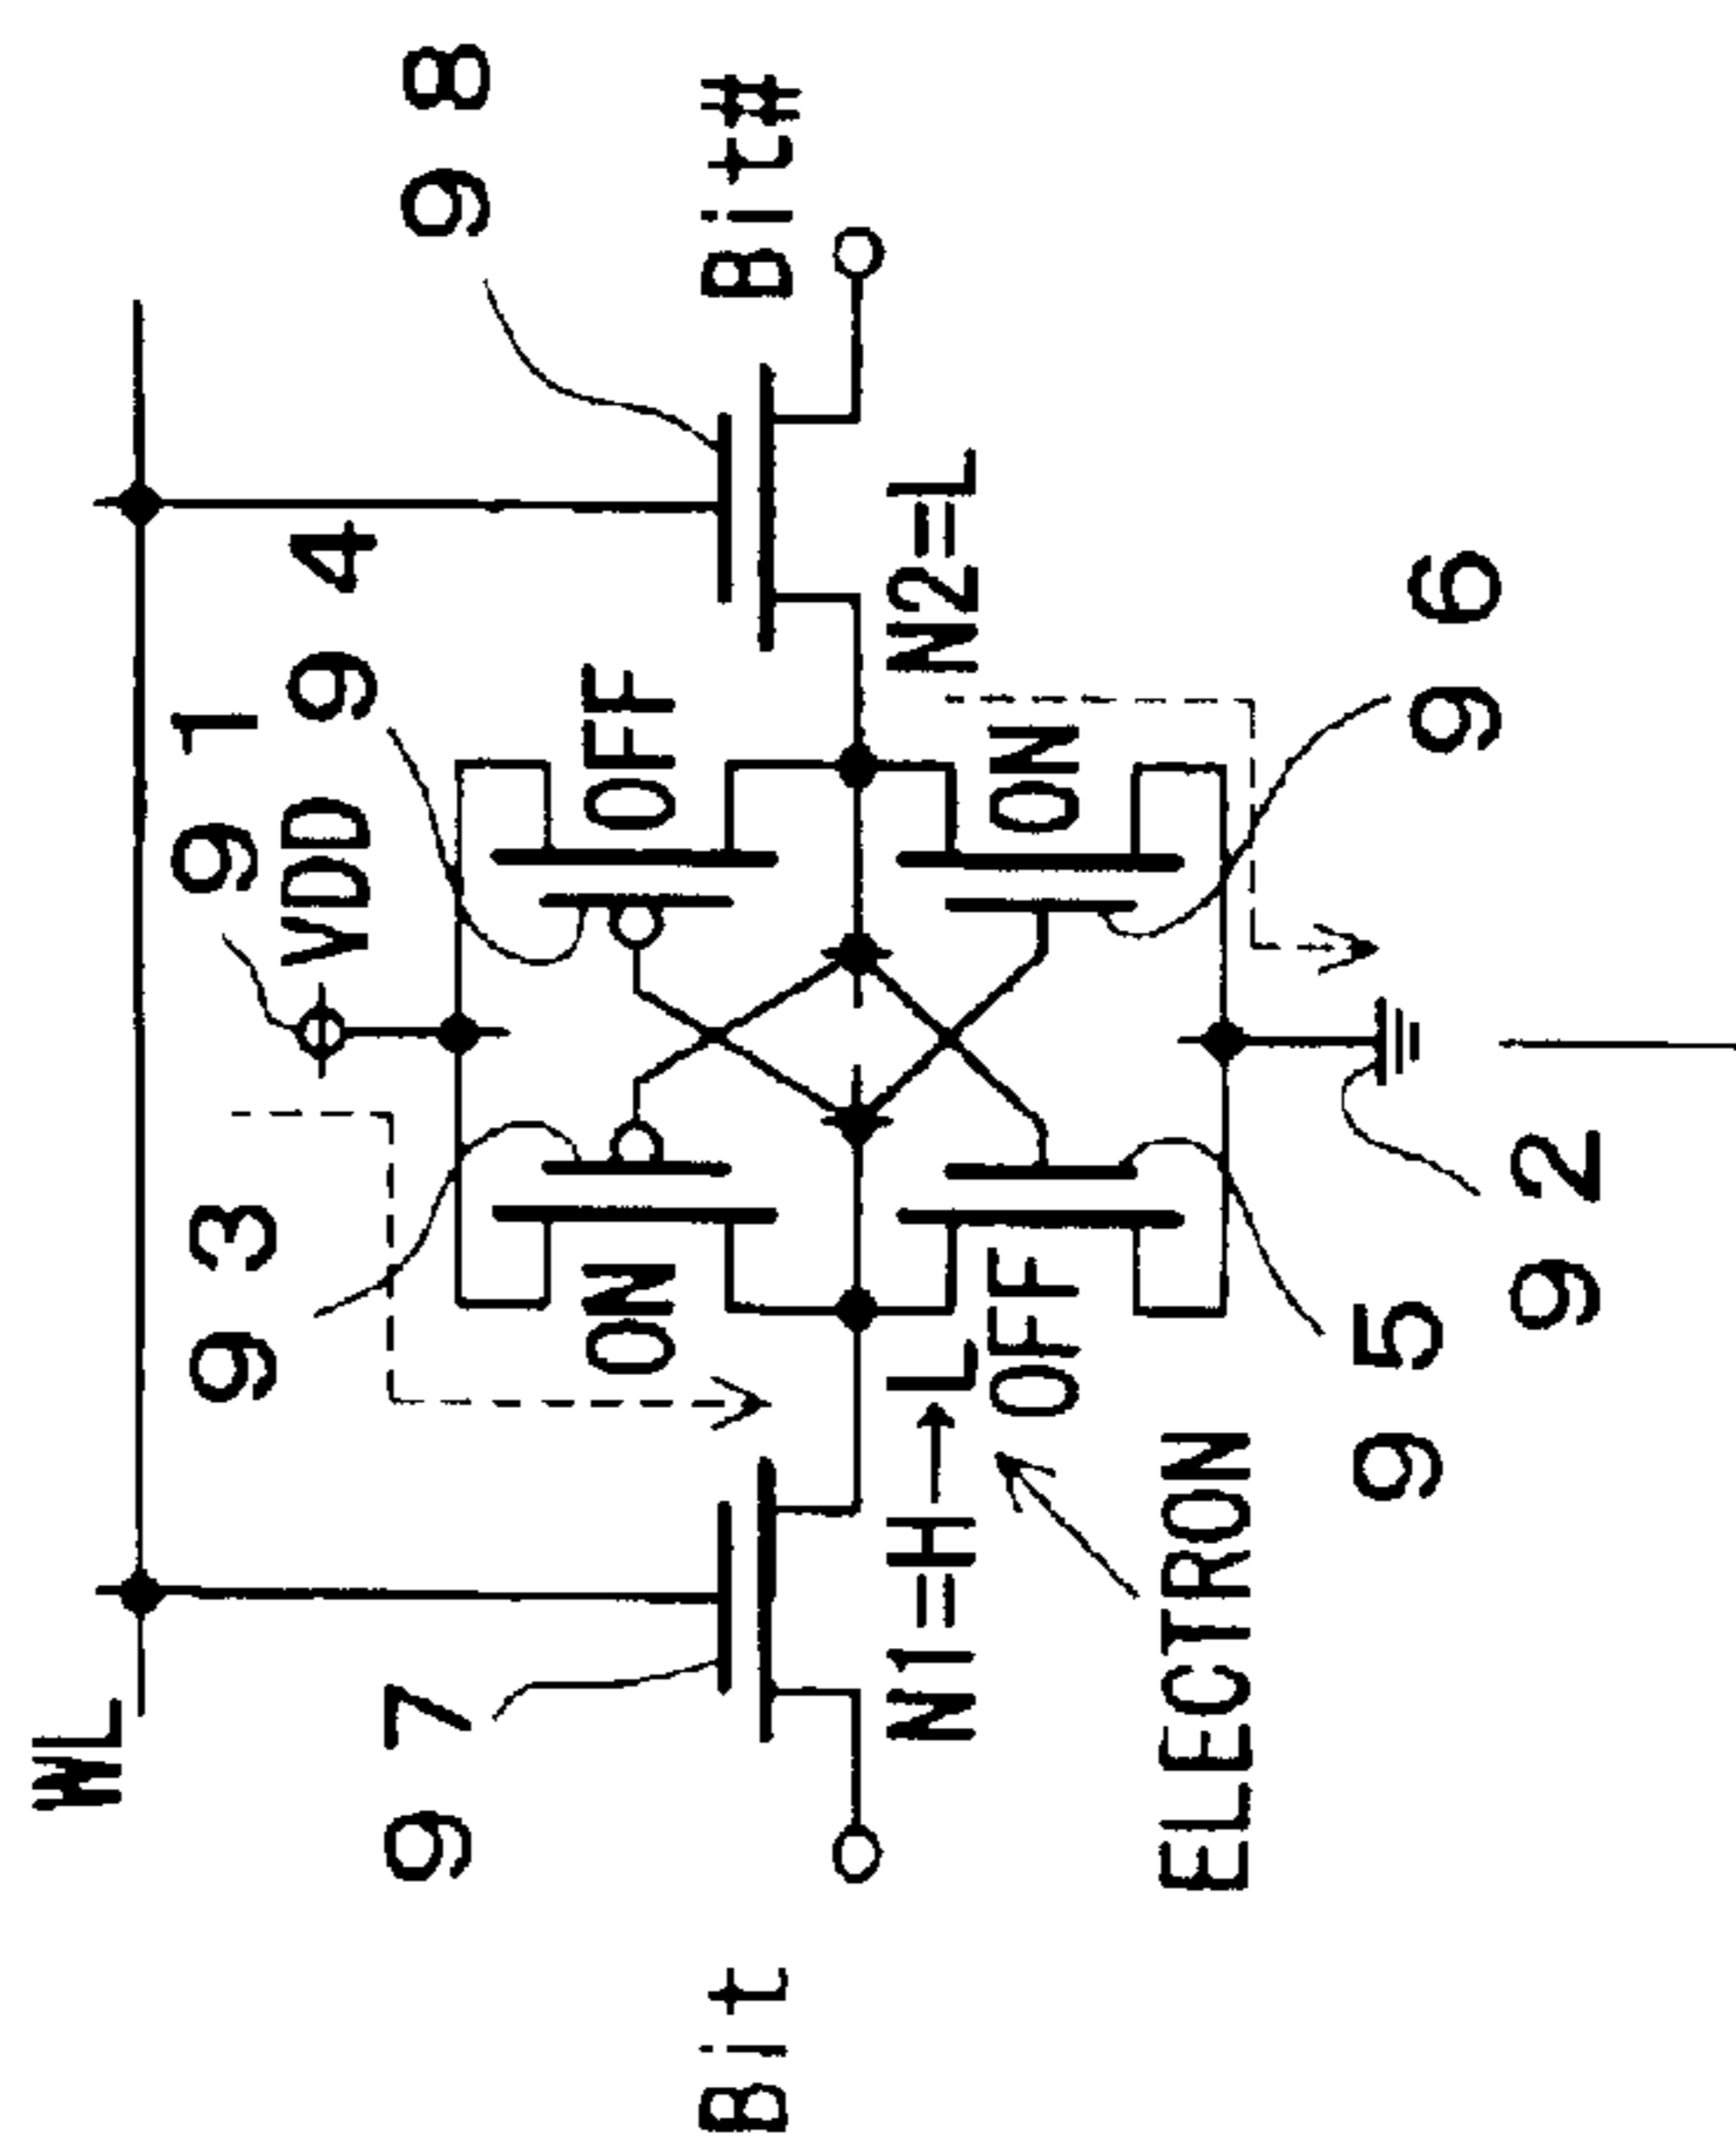 WL
91
93
VDD
94
97
98
ON
OFF
Bit
Bit#
N1=H→L
N2=L
OFF
ON
ELECTRON
95
96
92